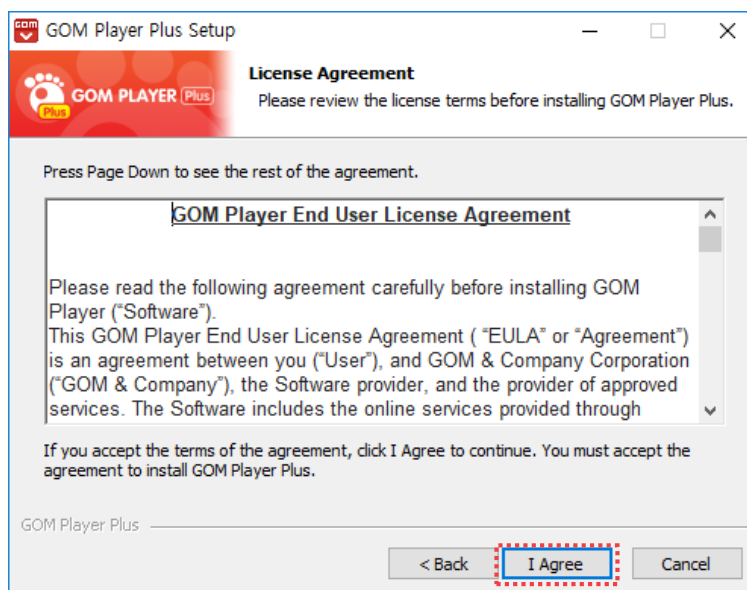 GOM
GOM Player Plus Setup
GOM PLAYER Plus
Plus
License Agreement
Please review the license terms before installing GOM Player Plus.
Press Page Down to see the rest of the agreement.
GOM Player End User License Agreement
Please read the following agreement carefully before installing GOM
Player (“Software”).
This GOM Player End User License Agreement ( “EULA” or “Agreement”)
is an agreement between you (“User”), and GOM & Company Corporation
(“GOM & Company”), the Software provider, and the provider of approved
services. The Software includes the online services provided through
If you accept the terms of the agreement, click I Agree to continue. You must accept the
agreement to install GOM Player Plus.
GOM Player Plus
< Back
I Agree
Cancel